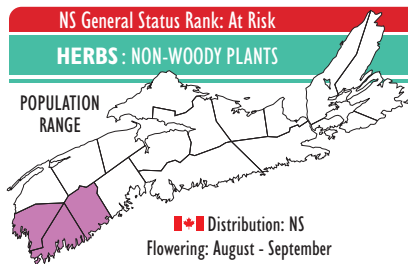 NS General Status Rank: At Risk
HERBS : NON-WOODY PLANTS
POPULATION
RANGE
Distribution: NS
Flowering: August - September